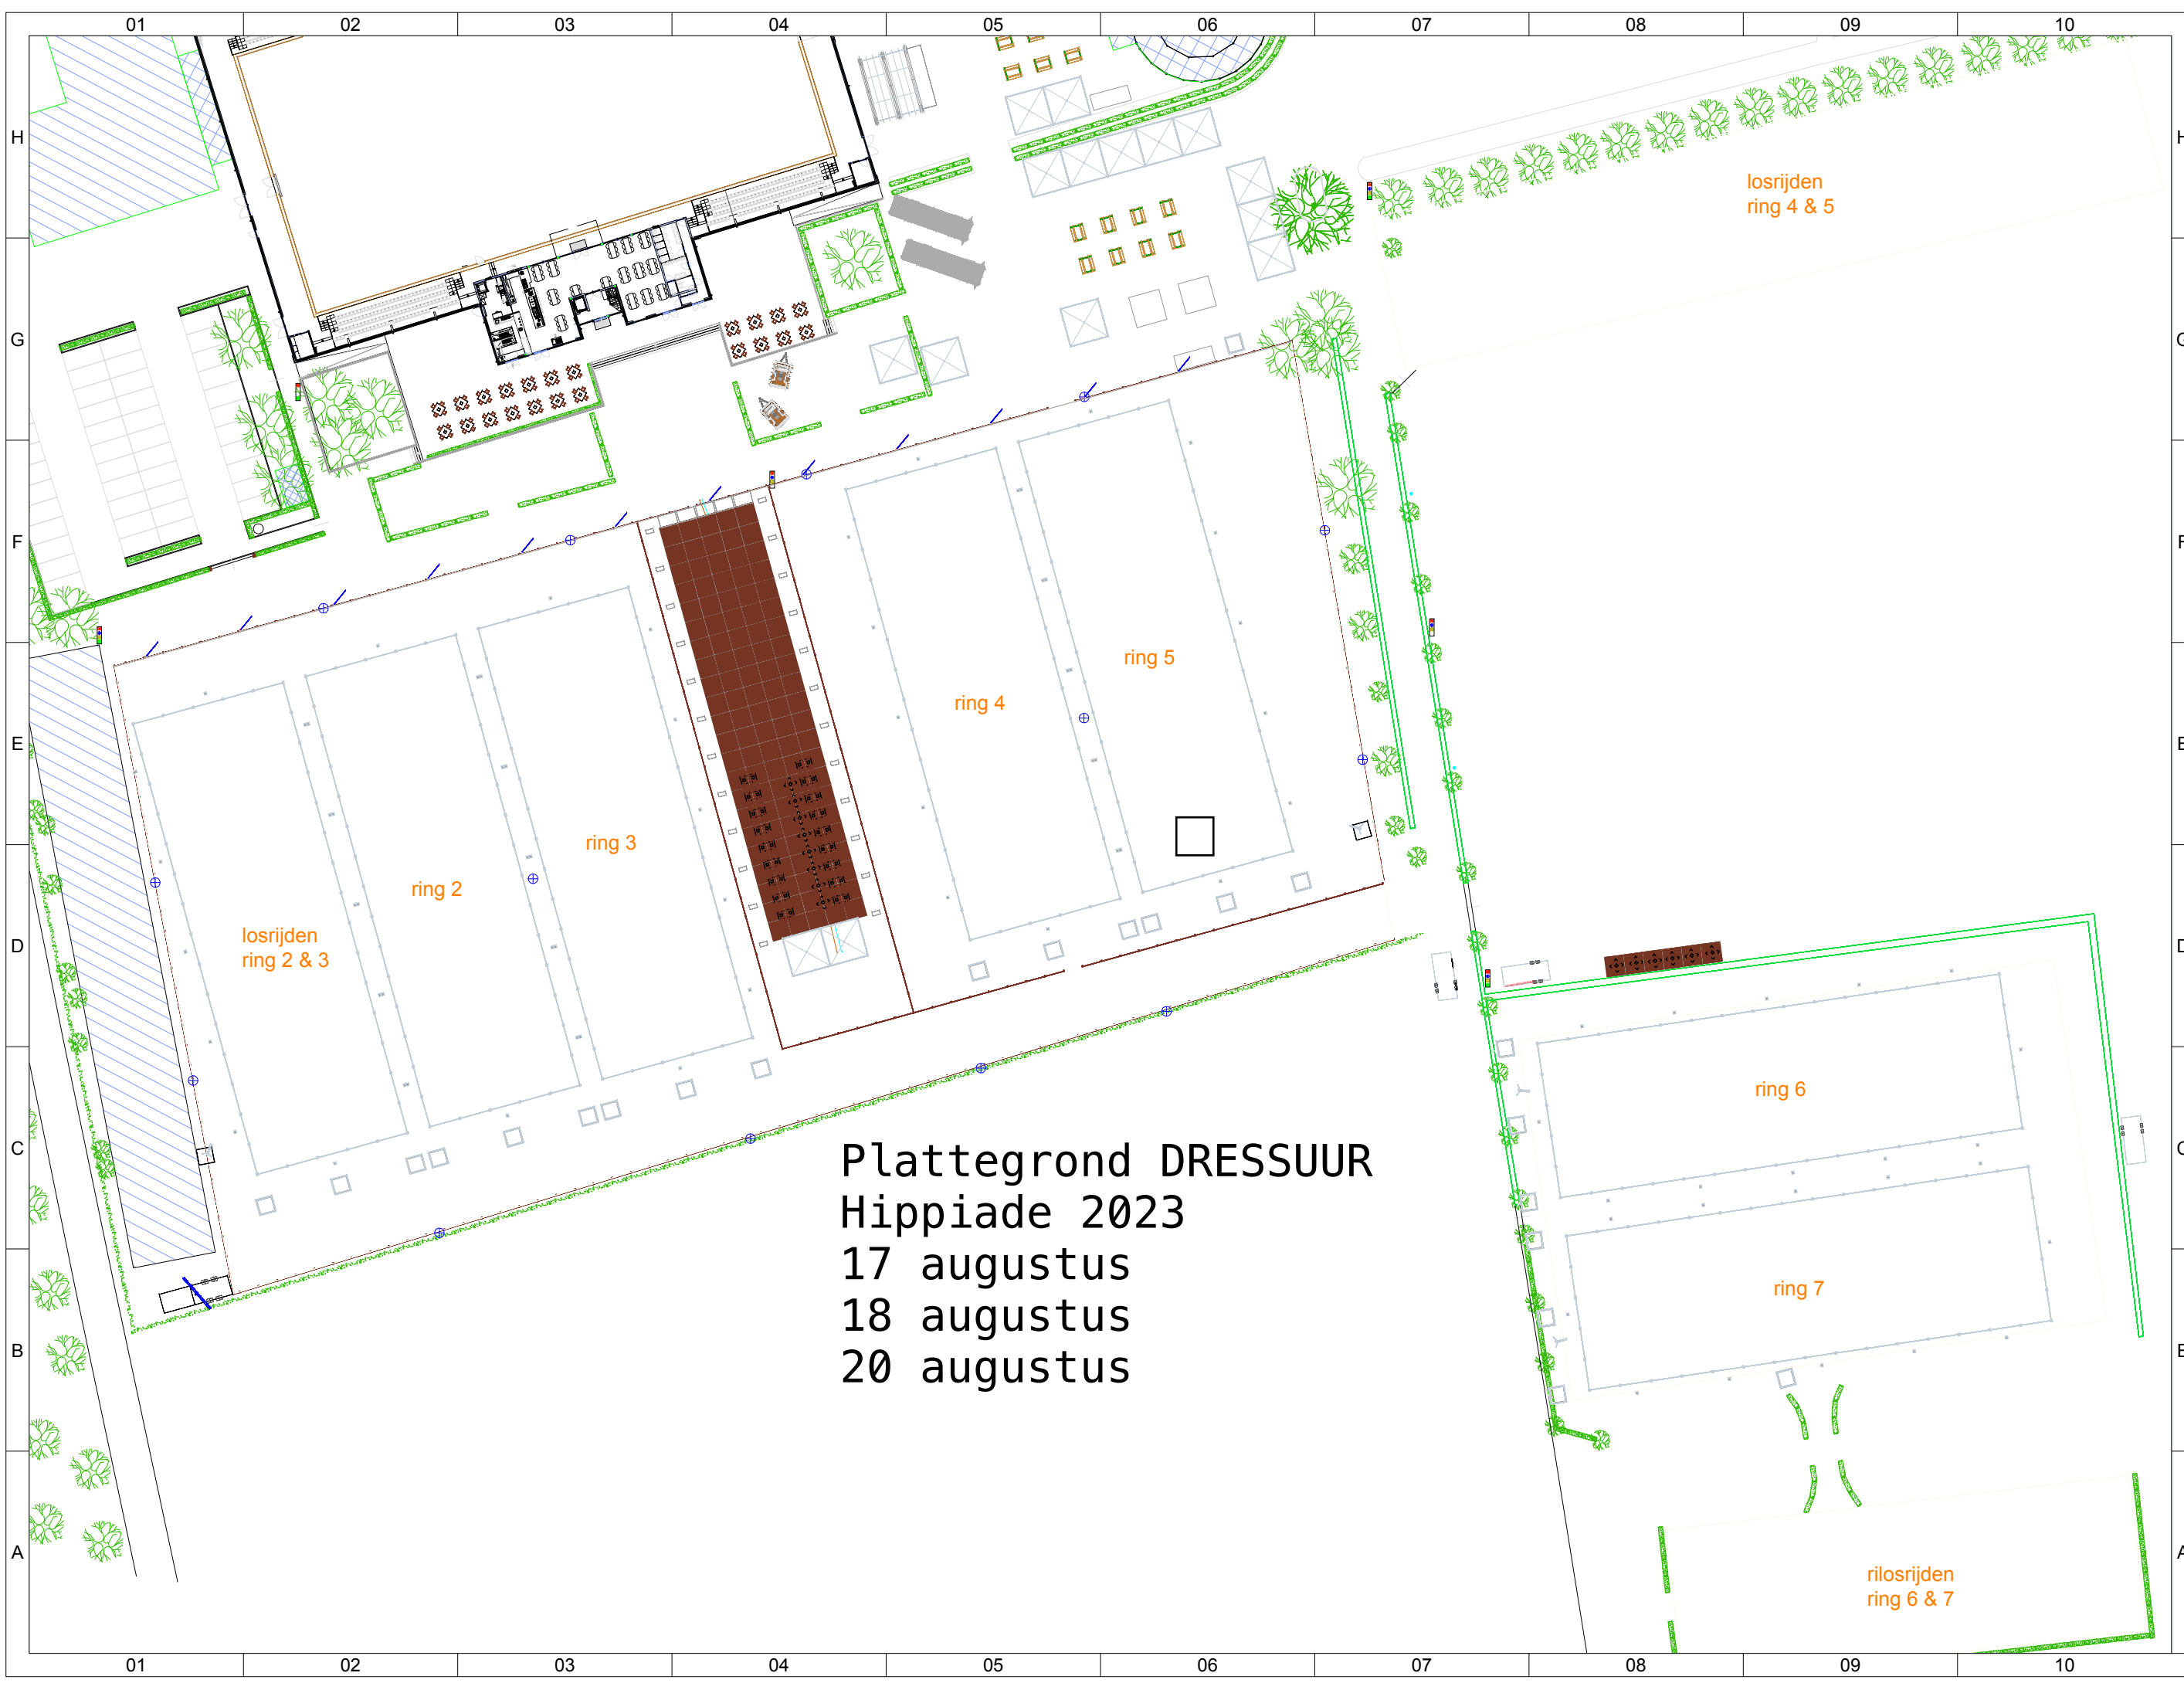 01 02 03 04 05 06 07 08 09 10
H
H
losrijden
ring 4 & 5
G
G
F
F
ring 5
ring 4
E
E
ring 3
ring 2
losrijden
ring 2 & 3
D
D
ring 6
C
C
Plattegrond DRESSUUR
Hippiade 2023
17 augustus
18 augustus
20 augustus
ring 7
B
B
A
A
rilosrijden
ring 6 & 7
01 02 03 04 05 06 07 08 09 10